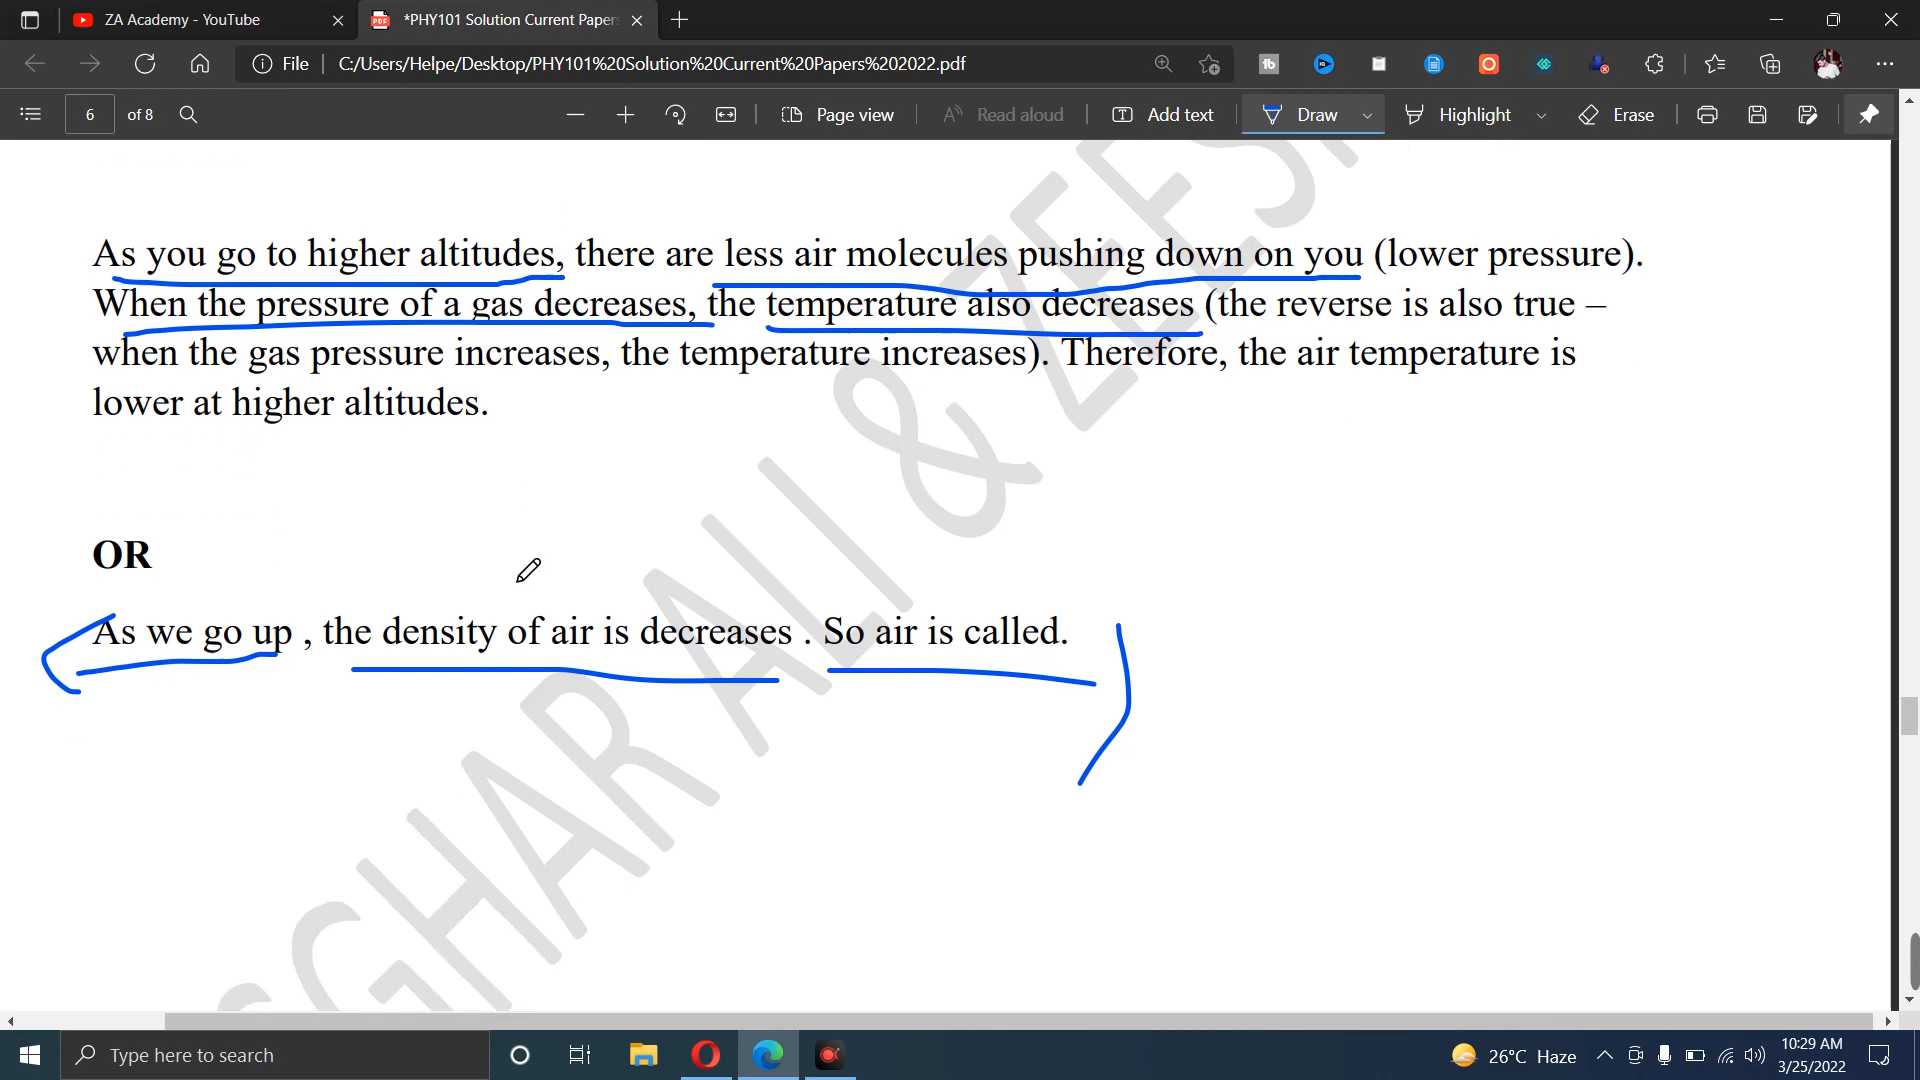 ZA Academy - YouTube
*PHY101 Solution Current Papers
File
C:/Users/Helpe/Desktop/PHY101%20Solution%20Current%20Papers%202022.pdf
6 of 8
Page view
Read aloud
Add text
Draw
Highlight
Erase
As you go to higher altitudes, there are less air molecules pushing down on you (lower pressure).
When the pressure of a gas decreases, the temperature also decreases (the reverse is also true –
when the gas pressure increases, the temperature increases). Therefore, the air temperature is
lower at higher altitudes.
OR
As we go up , the density of air is decreases . So air is called.
GHAR ALI & ZEES
Type here to search
26°C Haze
10:29 AM
3/25/2022